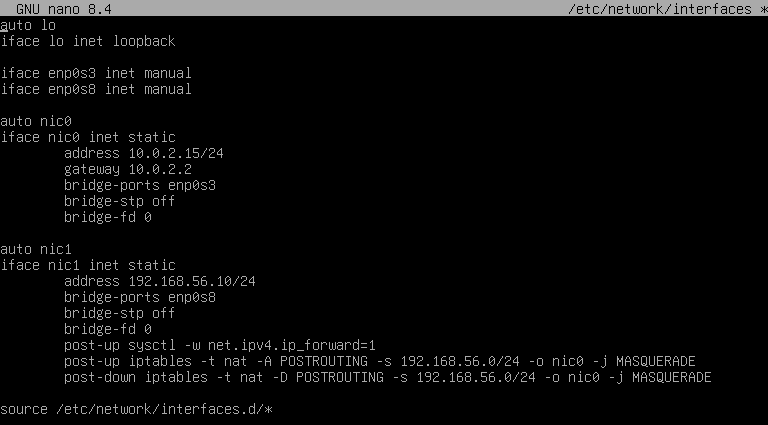 GNU nano 8.4 /etc/network/interfaces *
auto lo
iface lo inet loopback
iface enp0s3 inet manual
iface enp0s8 inet manual
auto nic0
iface nic0 inet static
address 10.0.2.15/24
gateway 10.0.2.2
bridge-ports enp0s3
bridge-stp off
bridge-fd 0
auto nic1
iface nic1 inet static
address 192.168.56.10/24
bridge-ports enp0s8
bridge-stp off
bridge-fd 0
post-up sysctl -w net.ipv4.ip_forward=1
post-up iptables -t nat -A POSTROUTING -s 192.168.56.0/24 -o nic0 -j MASQUERADE
post-down iptables -t nat -D POSTROUTING -s 192.168.56.0/24 -o nic0 -j MASQUERADE
source /etc/network/interfaces.d/*